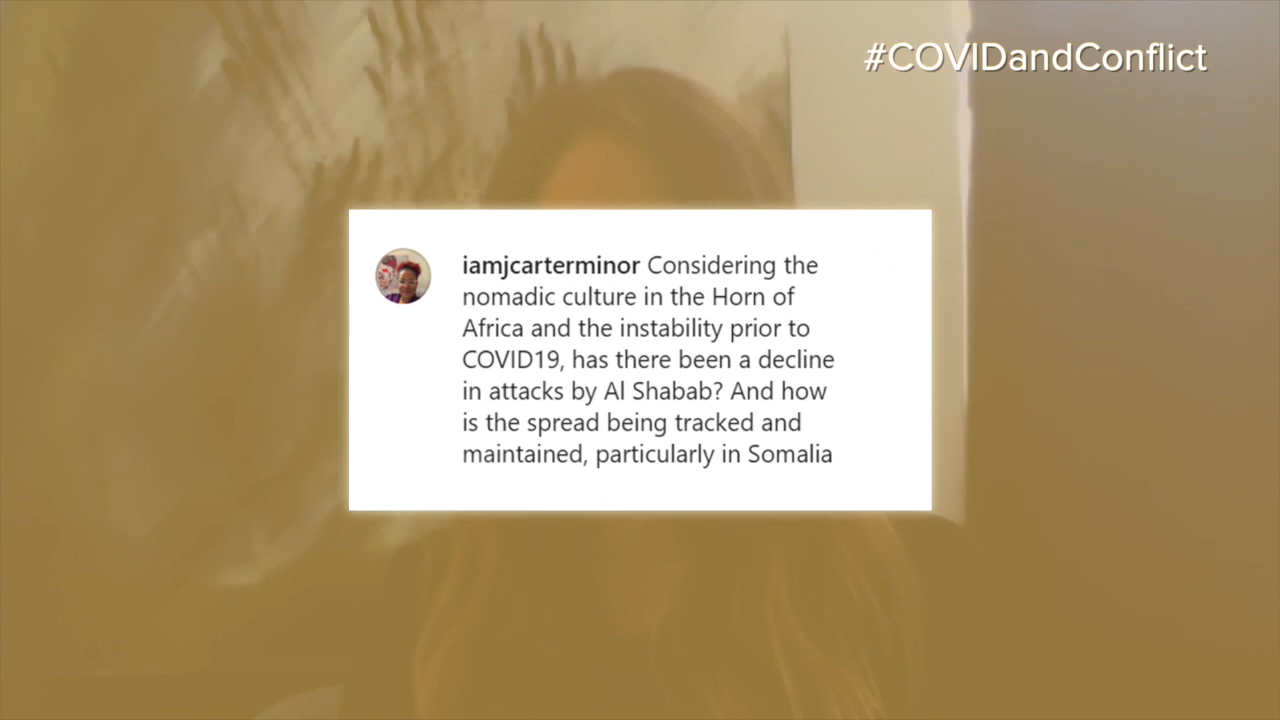 #COVIDandConflict
iamjcarterminor Considering the
nomadic culture in the Horn of
Africa and the instability prior to
COVID19, has there been a decline
in attacks by Al Shabab? And how
is the spread being tracked and
maintained, particularly in Somalia